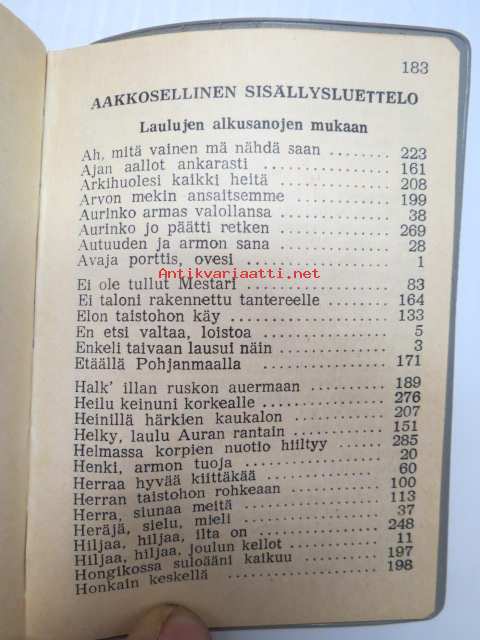 183
AAKKOSELLINEN SISÄLLYSLUETTELO
Laulujen alkusanojen mukaan
Ah, mitä vainen mä nähdä saan .......... 223
Ajan aallot ankarasti .......... 161
Arkihuolesi kaikki heitä .......... 208
Arvon mekin ansaitsemme .......... 199
Aurinko armas valollansa .......... 38
Aurinko jo päätti retken .......... 269
Autuuden ja armon sana .......... 28
Avaja porttis, ovesi .......... 1
Antikvariaatti.net
Ei ole tullut Mestari .......... 83
Ei taloni rakennettu tantereelle .......... 164
Elon taistohon käy .......... 133
En etsi valtaa, loistoa .......... 5
Enkeli taivaan lausui näin .......... 3
Etäällä Pohjanmaalla .......... 171
Halk' illan ruskon auermaan .......... 189
Heilu keinuni korkealle .......... 276
Heinillä härkien kaukalon .......... 207
Helky, laulu Auran rantain .......... 151
Helmassa korpien nuotio hiiltyy .......... 285
Henki, armon tuoja .......... 20
Herraa hyvää kiittäkää .......... 60
Herran taistohon rohkeaan .......... 100
Herra, siunaa meitä .......... 113
Heräjä, sielu, mieli .......... 37
Hiljaa, hiljaa, ilta on .......... 248
Hiljaa, hiljaa, joulun kellot .......... 11
Hongikossa suloääni kaikuu .......... 197
Honkain keskellä .......... 198